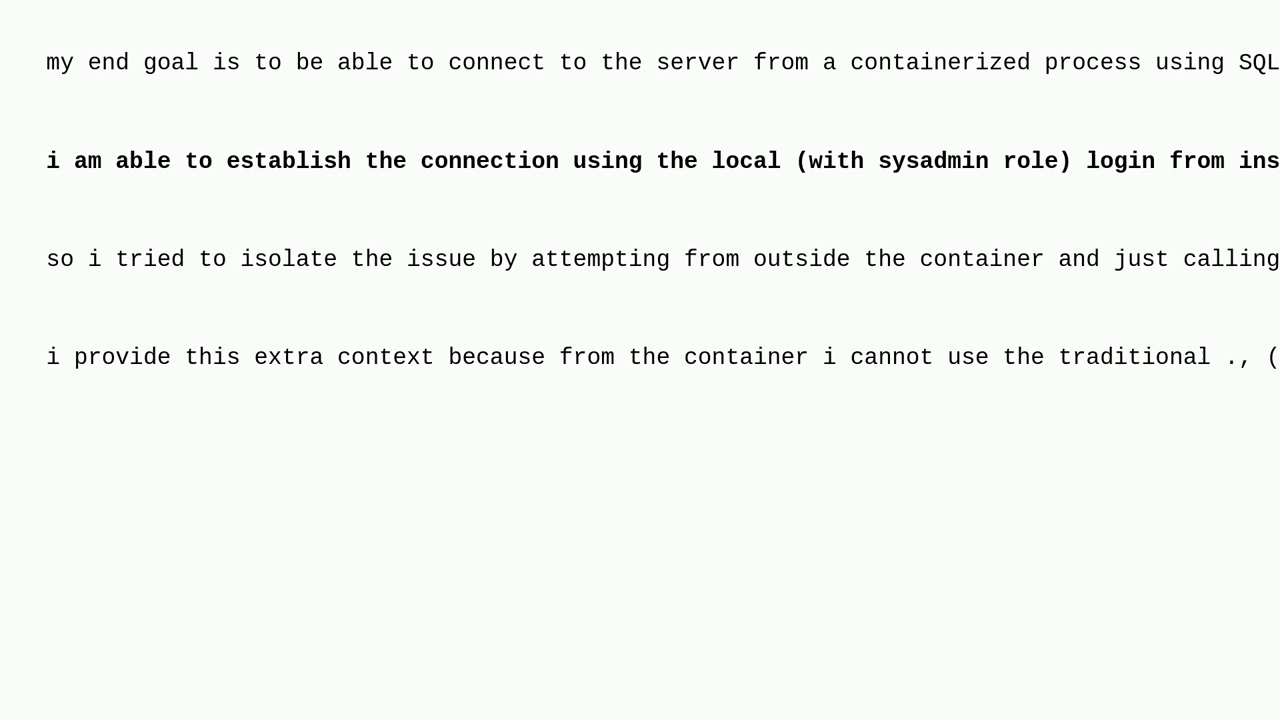 my end goal is to be able to connect to the server from a containerized process using SQL
i am able to establish the connection using the local (with sysadmin role) login from ins
so i tried to isolate the issue by attempting from outside the container and just calling
i provide this extra context because from the container i cannot use the traditional ., (